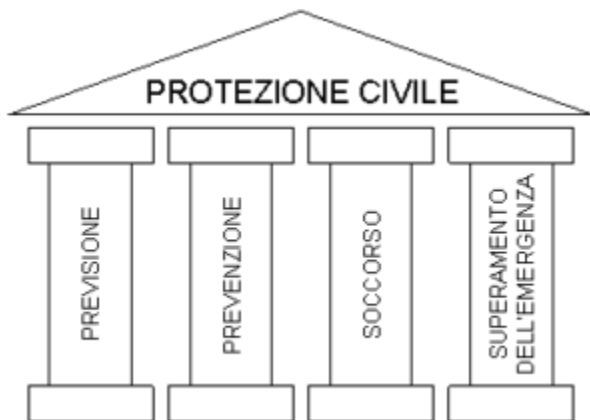 PROTEZIONE CIVILE
PREVISIONE
PREVENZIONE
SOCCORSO
SUPERAMENTO
DELL'EMERGENZA